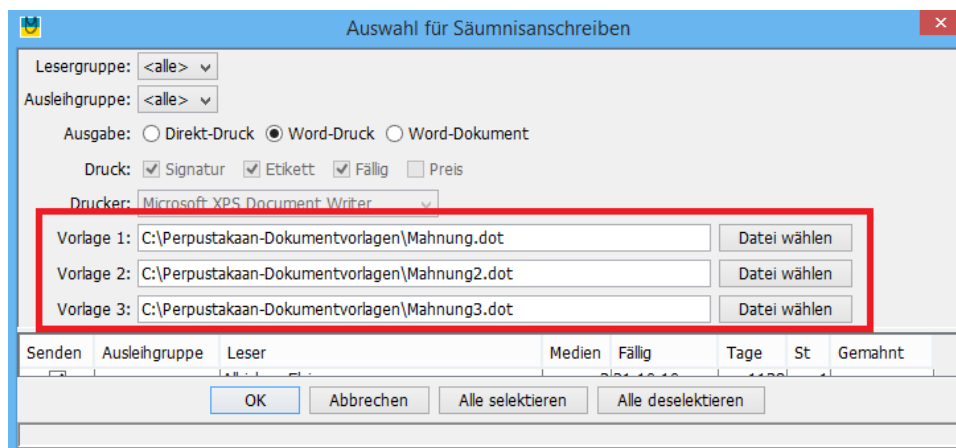 Auswahl für Säumnisanschreiben
Lesergruppe: <alle>
Ausleihgruppe: <alle>
Ausgabe: Direkt-Druck Word-Druck Word-Dokument
Druck: Signatur Etikett Fällig Preis
Drucker: Microsoft XPS Document Writer
Vorlage 1: C:\Perpustakaan-Dokumentvorlagen\Mahnung.dot Datei wählen
Vorlage 2: C:\Perpustakaan-Dokumentvorlagen\Mahnung2.dot Datei wählen
Vorlage 3: C:\Perpustakaan-Dokumentvorlagen\Mahnung3.dot Datei wählen
Senden Ausleihgruppe Leser Medien Fällig Tage St Gemahnt
OK Abbrechen Alle selektieren Alle deselektieren